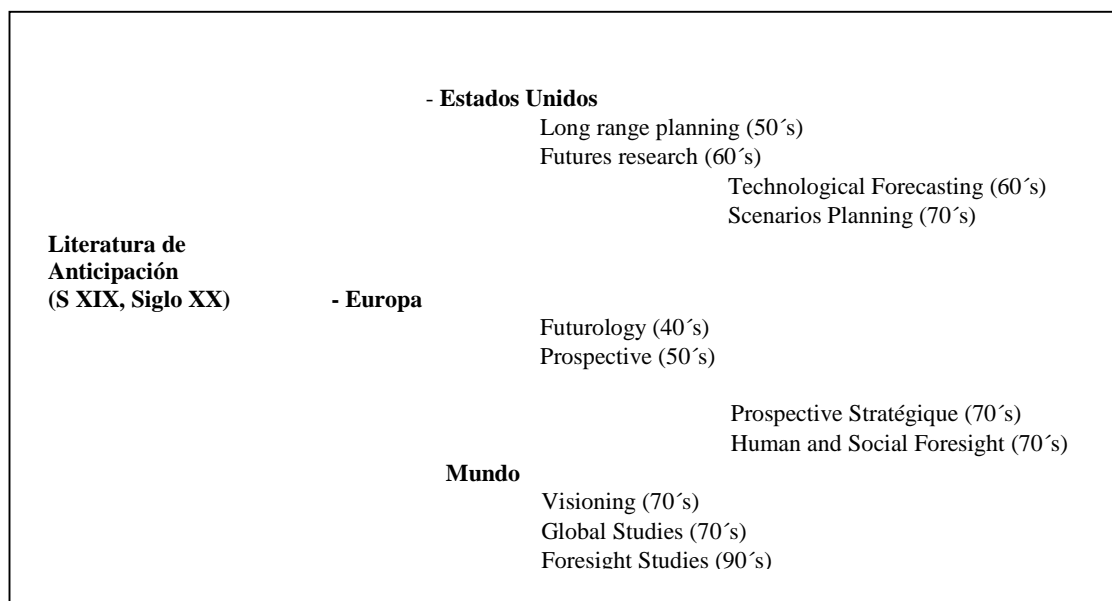 - Estados Unidos
Long range planning (50´s)
Futures research (60´s)
Technological Forecasting (60´s)
Scenarios Planning (70´s)
Literatura de
Anticipación
(S XIX, Siglo XX)
- Europa
Futurology (40´s)
Prospective (50´s)
Prospective Stratégique (70´s)
Human and Social Foresight (70´s)
Mundo
Visioning (70´s)
Global Studies (70´s)
Foresight Studies (90´s)